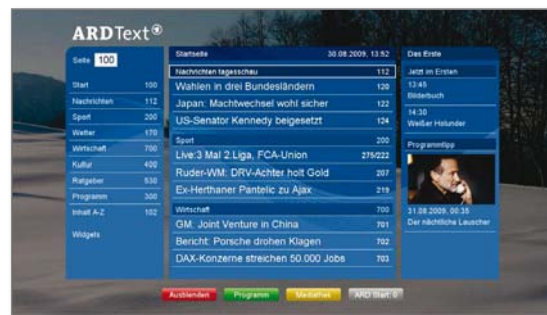 ARD Text
Seite 100
Start 100
Nachrichten 112
Sport 200
Wetter 170
Wirtschaft 700
Kultur 400
Ratgeber 530
Programm 300
Inhalt A-Z 102
Widgets
Startseite 30.08.2009, 13:52
Nachrichten tagesschau 112
Wahlen in drei Bundesländern 120
Japan: Machtwechsel wohl sicher 122
US-Senator Kennedy beigesetzt 124
Sport 200
Live:3 Mal 2.Liga, FCA-Union 275/222
Ruder-WM: DRV-Achter holt Gold 207
Ex-Herthaner Pantelic zu Ajax 219
Wirtschaft 700
GM: Joint Venture in China 701
Bericht: Porsche drohen Klagen 702
DAX-Konzerne streichen 50.000 Jobs 703
Das Erste
Jetzt im Ersten
13:45
Bilderbuch
14:30
Weißer Holunder
Programmtipp
31.08.2009, 00:35
Der nächtliche Lauscher
Ausblenden Programm Mediathek ARD Start: 0